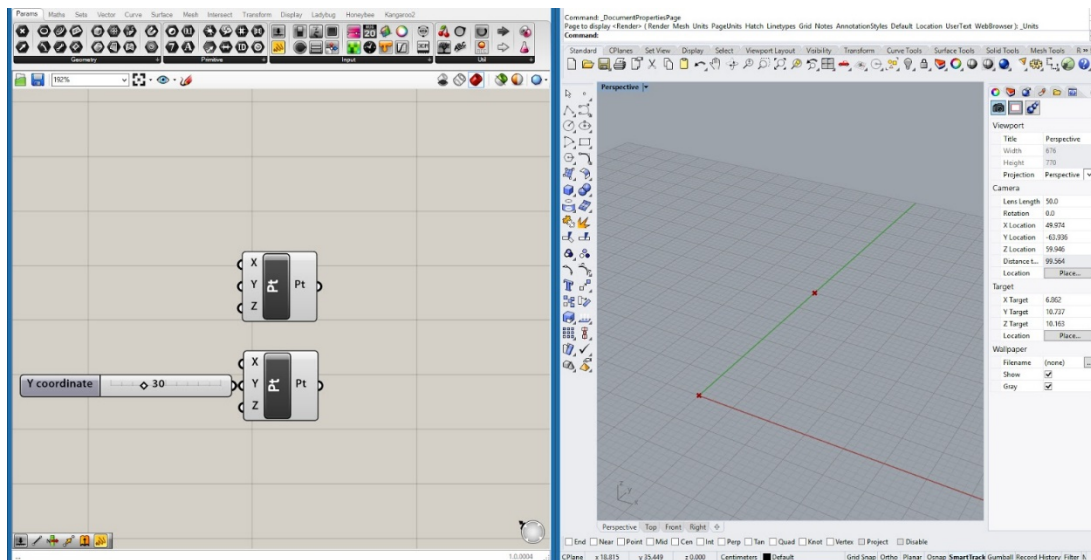 Params Maths Sets Vector Curve Surface Mesh Intersect Transform Display Ladybug Honeybee Kangaroo2
Geometry Primitive Input Util
192%
X
Y Pt Pt
Z
X
Y coordinate 30 Y Pt Pt
Z
1.0.0004
Command: _DocumentPropertiesPage
Page to display <Render> ( Render Mesh Units PageUnits Hatch Linetypes Grid Notes AnnotationStyles Default Location UserText WebBrowser ): _Units
Command:
Standard CPlanes Set View Display Select Viewport Layout Visibility Transform Curve Tools Surface Tools Solid Tools Mesh Tools
Perspective
Viewport
Title Perspective
Width 676
Height 770
Projection Perspective
Camera
Lens Length 50.0
Rotation 0.0
X Location 49.974
Y Location -63.936
Z Location 59.946
Distance t... 99.564
Location Place...
Target
X Target 6.862
Y Target 10.737
Z Target 10.163
Location Place...
Wallpaper
Filename (none)
Show
Gray
z y x
Perspective Top Front Right
End Near Point Mid Cen Int Perp Tan Quad Knot Vertex Project Disable
CPlane x 18.815 y 35.449 z 0.000 Centimeters Default Grid Snap Ortho Planar Osnap SmartTrack Gumball Record History Filter